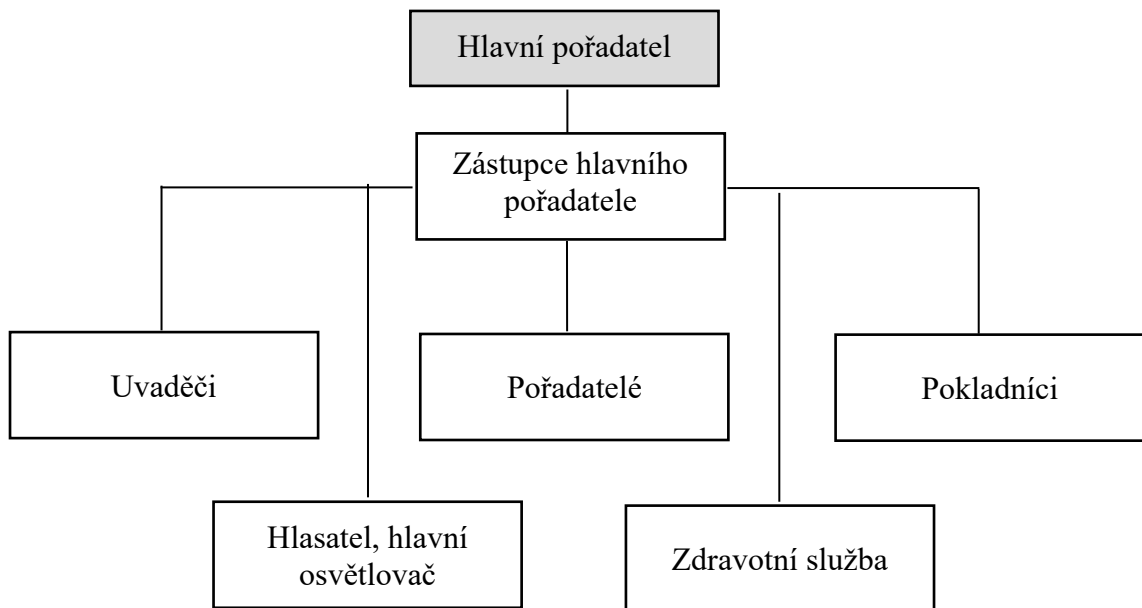 Hlavní pořadatel
Zástupce hlavního
pořadatele
Uvaděči
Pořadatelé
Pokladníci
Hlasatel, hlavní
osvětlovač
Zdravotní služba